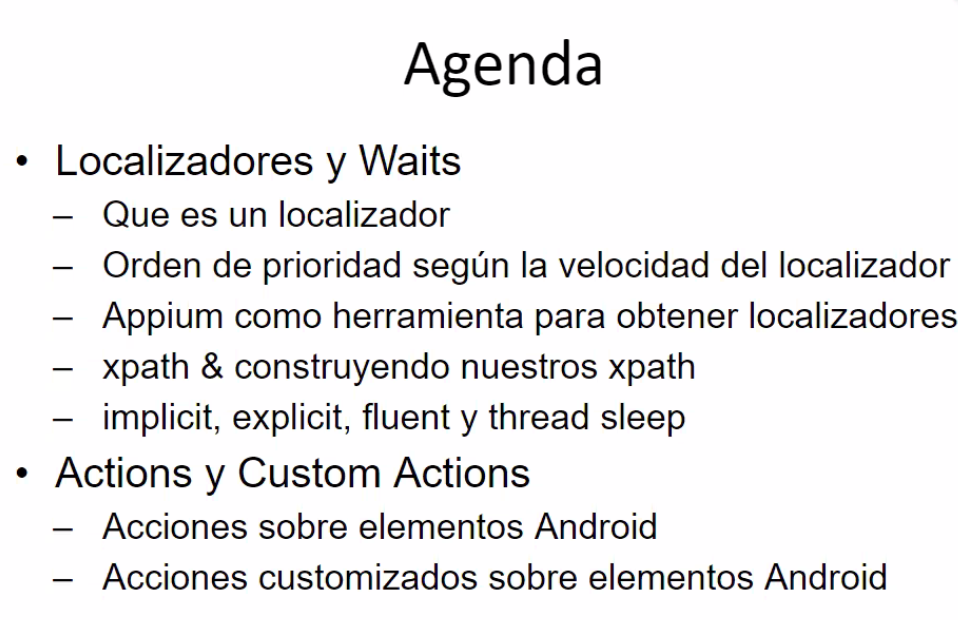 Agenda
• Localizadores y Waits
– Que es un localizador
– Orden de prioridad según la velocidad del localizador
– Appium como herramienta para obtener localizadores
– xpath & construyendo nuestros xpath
– implicit, explicit, fluent y thread sleep
• Actions y Custom Actions
– Acciones sobre elementos Android
– Acciones customizados sobre elementos Android